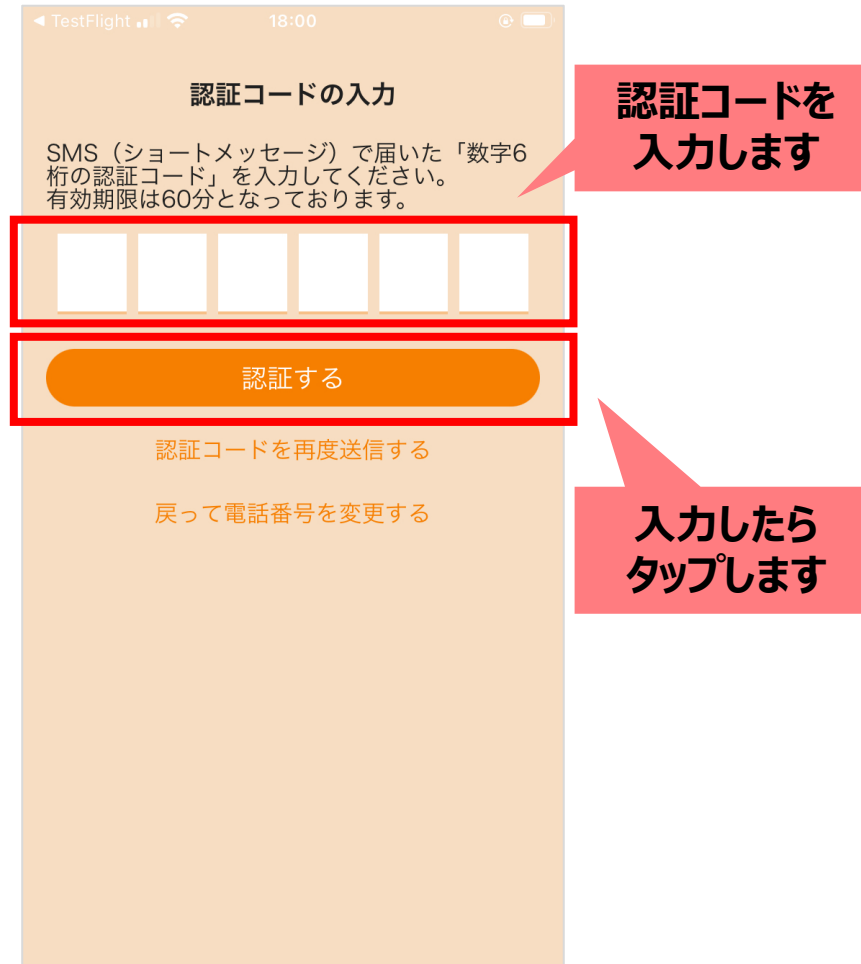 ◀ TestFlight 18:00
認証コードの入力
SMS（ショートメッセージ）で届いた「数字6
桁の認証コード」を入力してください。
有効期限は60分となっております。
認証する
認証コードを再度送信する
戻って電話番号を変更する
認証コードを
入力します
入力したら
タップします